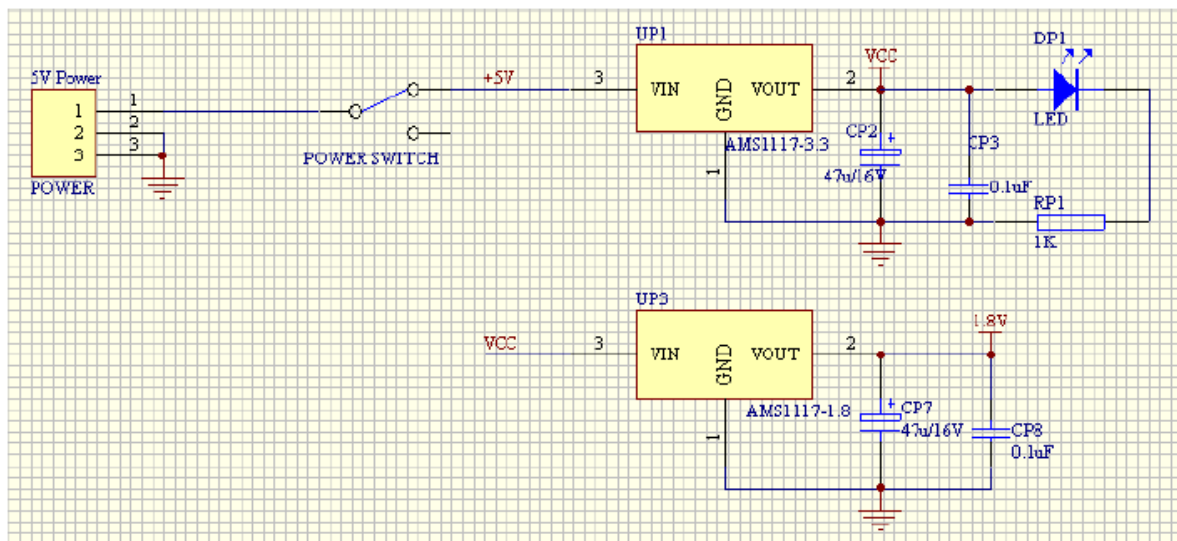 UP1
DP1
VCC
5V Power
+5V
3
VIN
GND
VOUT
2
1
1
2
2
3
3
LED
CP2
CP3
POWER SWITCH
AMS1117-3.3
POWER
1
47u/16V
0.1uF
RP1
1K
UP3
1.8V
VCC
3
VIN
GND
VOUT
2
AMS1117-1.8
CP7
1
47u/16V
CP8
0.1uF